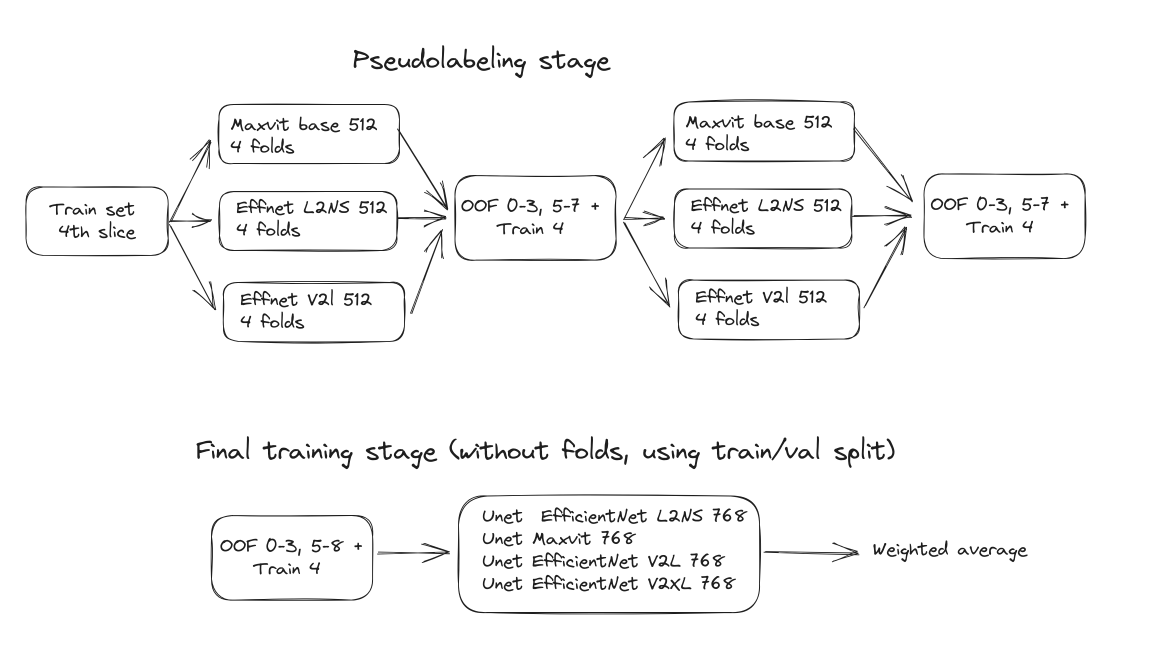 Pseudolabeling stage
Train set
4th slice
Maxvit base 512
4 folds
Effnet L2NS 512
4 folds
Effnet V2l 512
4 folds
OOF 0-3, 5-7 +
Train 4
Maxvit base 512
4 folds
Effnet L2NS 512
4 folds
Effnet V2l 512
4 folds
OOF 0-3, 5-7 +
Train 4
Final training stage (without folds, using train/val split)
OOF 0-3, 5-8 +
Train 4
Unet EfficientNet L2NS 768
Unet Maxvit 768
Unet EfficientNet V2L 768
Unet EfficientNet V2XL 768
Weighted average